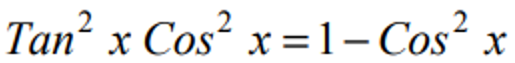 Tan² x Cos² x = 1 – Cos² x